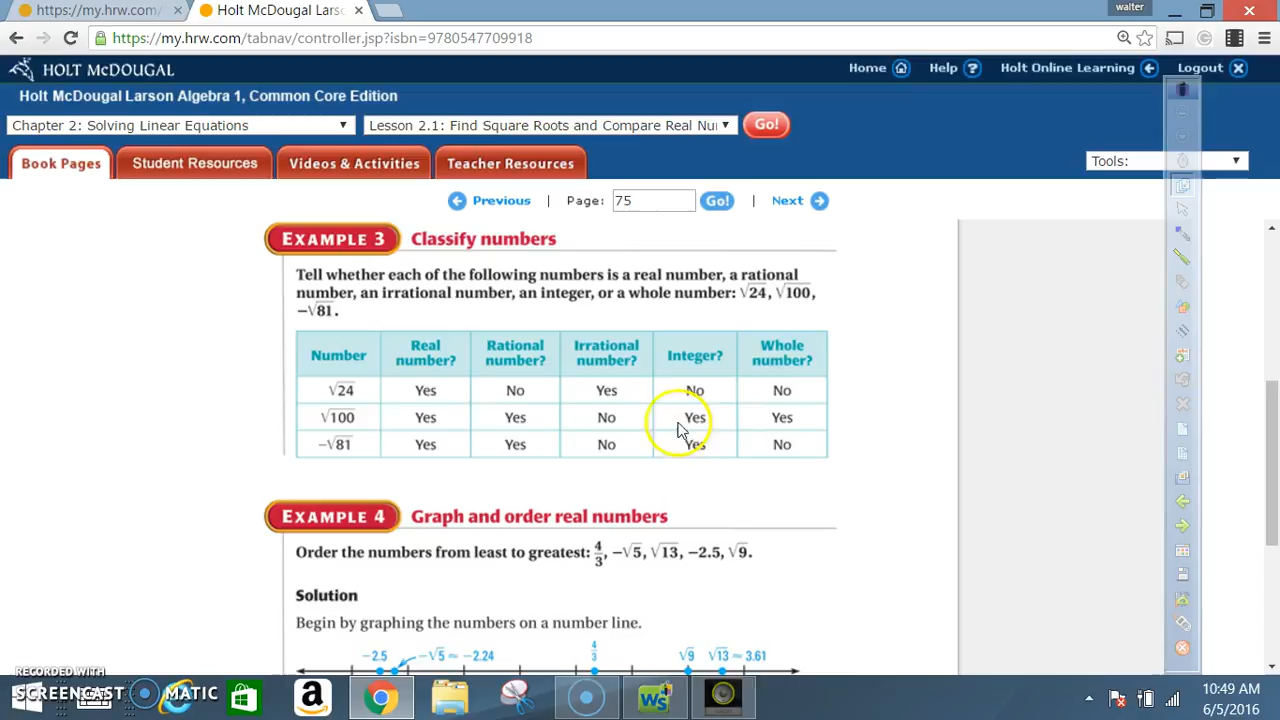 https://my.hrw.com/
Holt McDougal Lars
walter
https://my.hrw.com/tabnav/controller.jsp?isbn=9780547709918
HOLT McDOUGAL
Home
Help ?
Holt Online Learning
Logout
Holt McDougal Larson Algebra 1, Common Core Edition
Chapter 2: Solving Linear Equations
Lesson 2.1: Find Square Roots and Compare Real Nu
Go!
Book Pages
Student Resources
Videos & Activities
Teacher Resources
Tools:
Previous | Page: 75 Go! | Next
EXAMPLE 3 Classify numbers
Tell whether each of the following numbers is a real number, a rational
number, an irrational number, an integer, or a whole number: √24, √100,
−√81.
Number Real number? Rational number? Irrational number? Integer? Whole number?
√24 Yes No Yes No No
√100 Yes Yes No Yes Yes
−√81 Yes Yes No Yes No
EXAMPLE 4 Graph and order real numbers
Order the numbers from least to greatest: 4/3, −√5, √13, −2.5, √9.
Solution
Begin by graphing the numbers on a number line.
−2.5 −√5 ≈ −2.24 4/3 √9 √13 ≈ 3.61
RECORDED WITH
SCREENCAST MATIC
a
WS
10:49 AM
6/5/2016